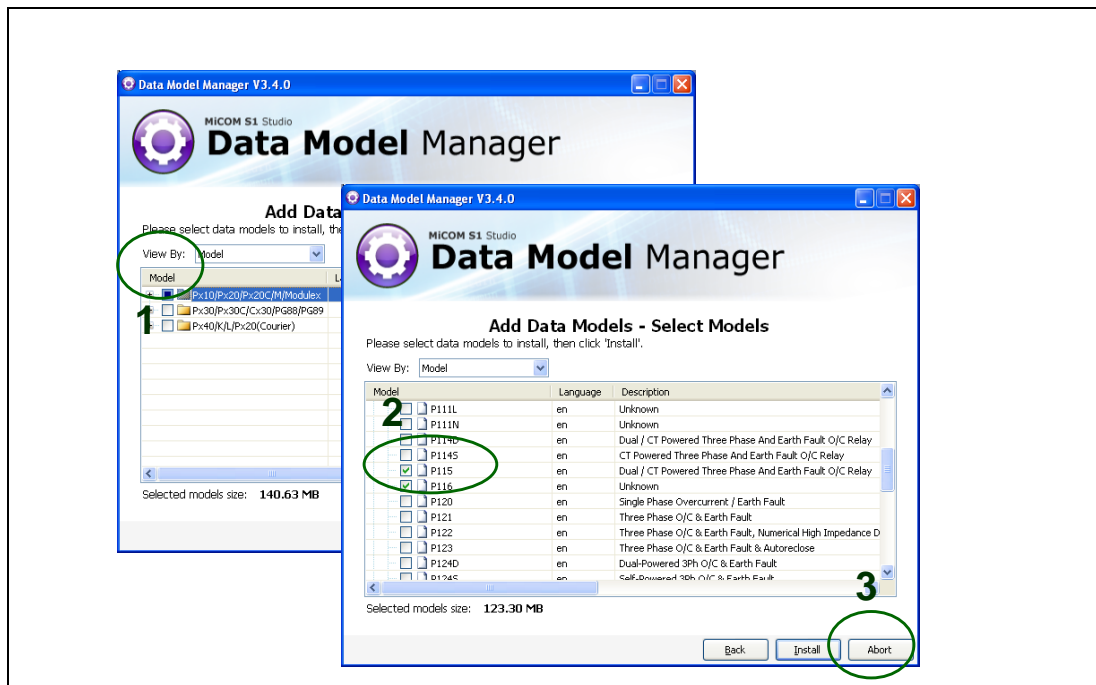 Data Model Manager V3.4.0
MiCOM S1 Studio
Data Model Manager
Add Data
Please select data models to install, the
View By: Model
Model
1
Px10/Px20/Px20C/M/Modulex
Px30/Px30C/Cx30/PG88/PG89
Px40/K/L/Px20(Courier)
Selected models size: 140.63 MB
Data Model Manager V3.4.0
MiCOM S1 Studio
Data Model Manager
Add Data Models - Select Models
Please select data models to install, then click 'Install'.
View By: Model
Model Language Description
2
P111L en Unknown
P111N en Unknown
P114D en Dual / CT Powered Three Phase And Earth Fault O/C Relay
P114S en CT Powered Three Phase And Earth Fault O/C Relay
P115 en Dual / CT Powered Three Phase And Earth Fault O/C Relay
P116 en Unknown
P120 en Single Phase Overcurrent / Earth Fault
P121 en Three Phase O/C & Earth Fault
P122 en Three Phase O/C & Earth Fault, Numerical High Impedance D
P123 en Three Phase O/C & Earth Fault & Autoreclose
P124D en Dual-Powered 3Ph O/C & Earth Fault
P124S en Self-Powered 3Ph O/C & Earth Fault
3
Selected models size: 123.30 MB
Back Install Abort